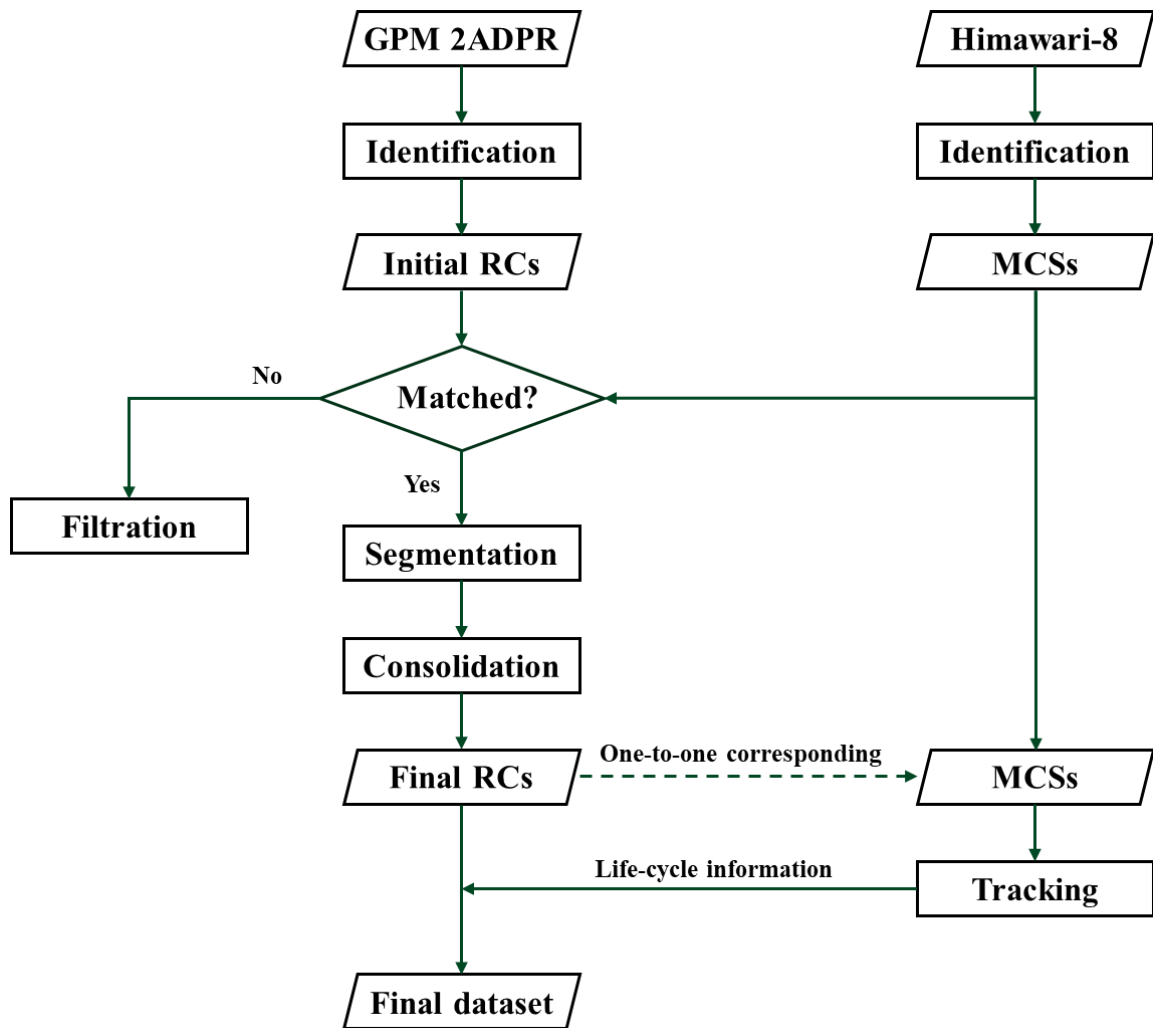 GPM 2ADPR
Himawari-8
Identification
Identification
Initial RCs
MCSs
No
Matched?
Yes
Filtration
Segmentation
Consolidation
One-to-one corresponding
Final RCs
MCSs
Life-cycle information
Tracking
Final dataset